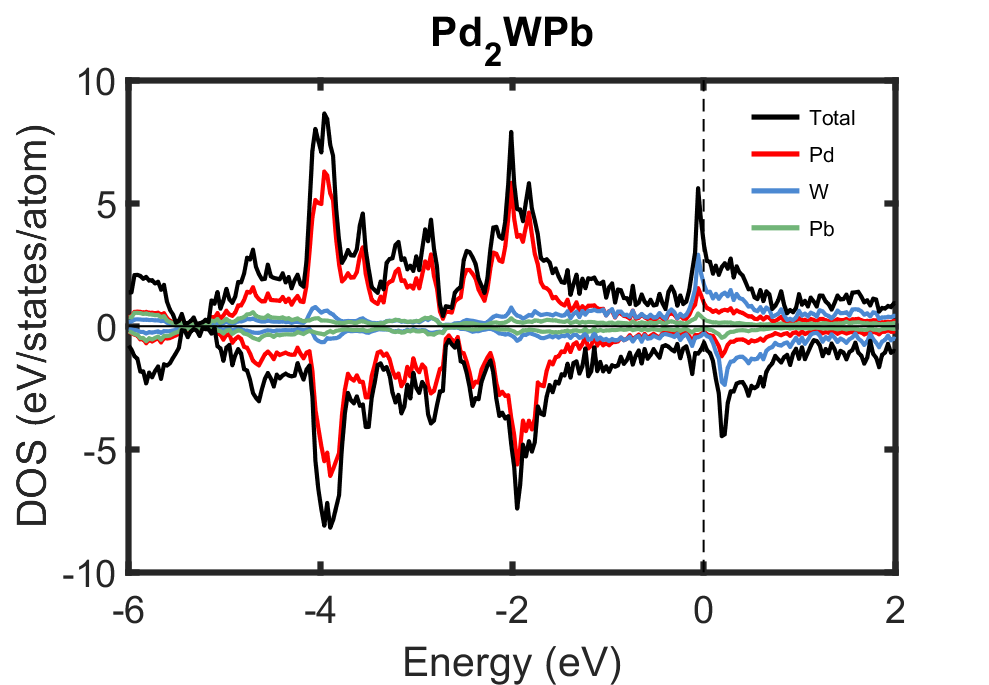 Pd2WPb
DOS (eV/states/atom)
10
5
0
-5
-10
Total
Pd
W
Pb
-6 -4 -2 0 2
Energy (eV)